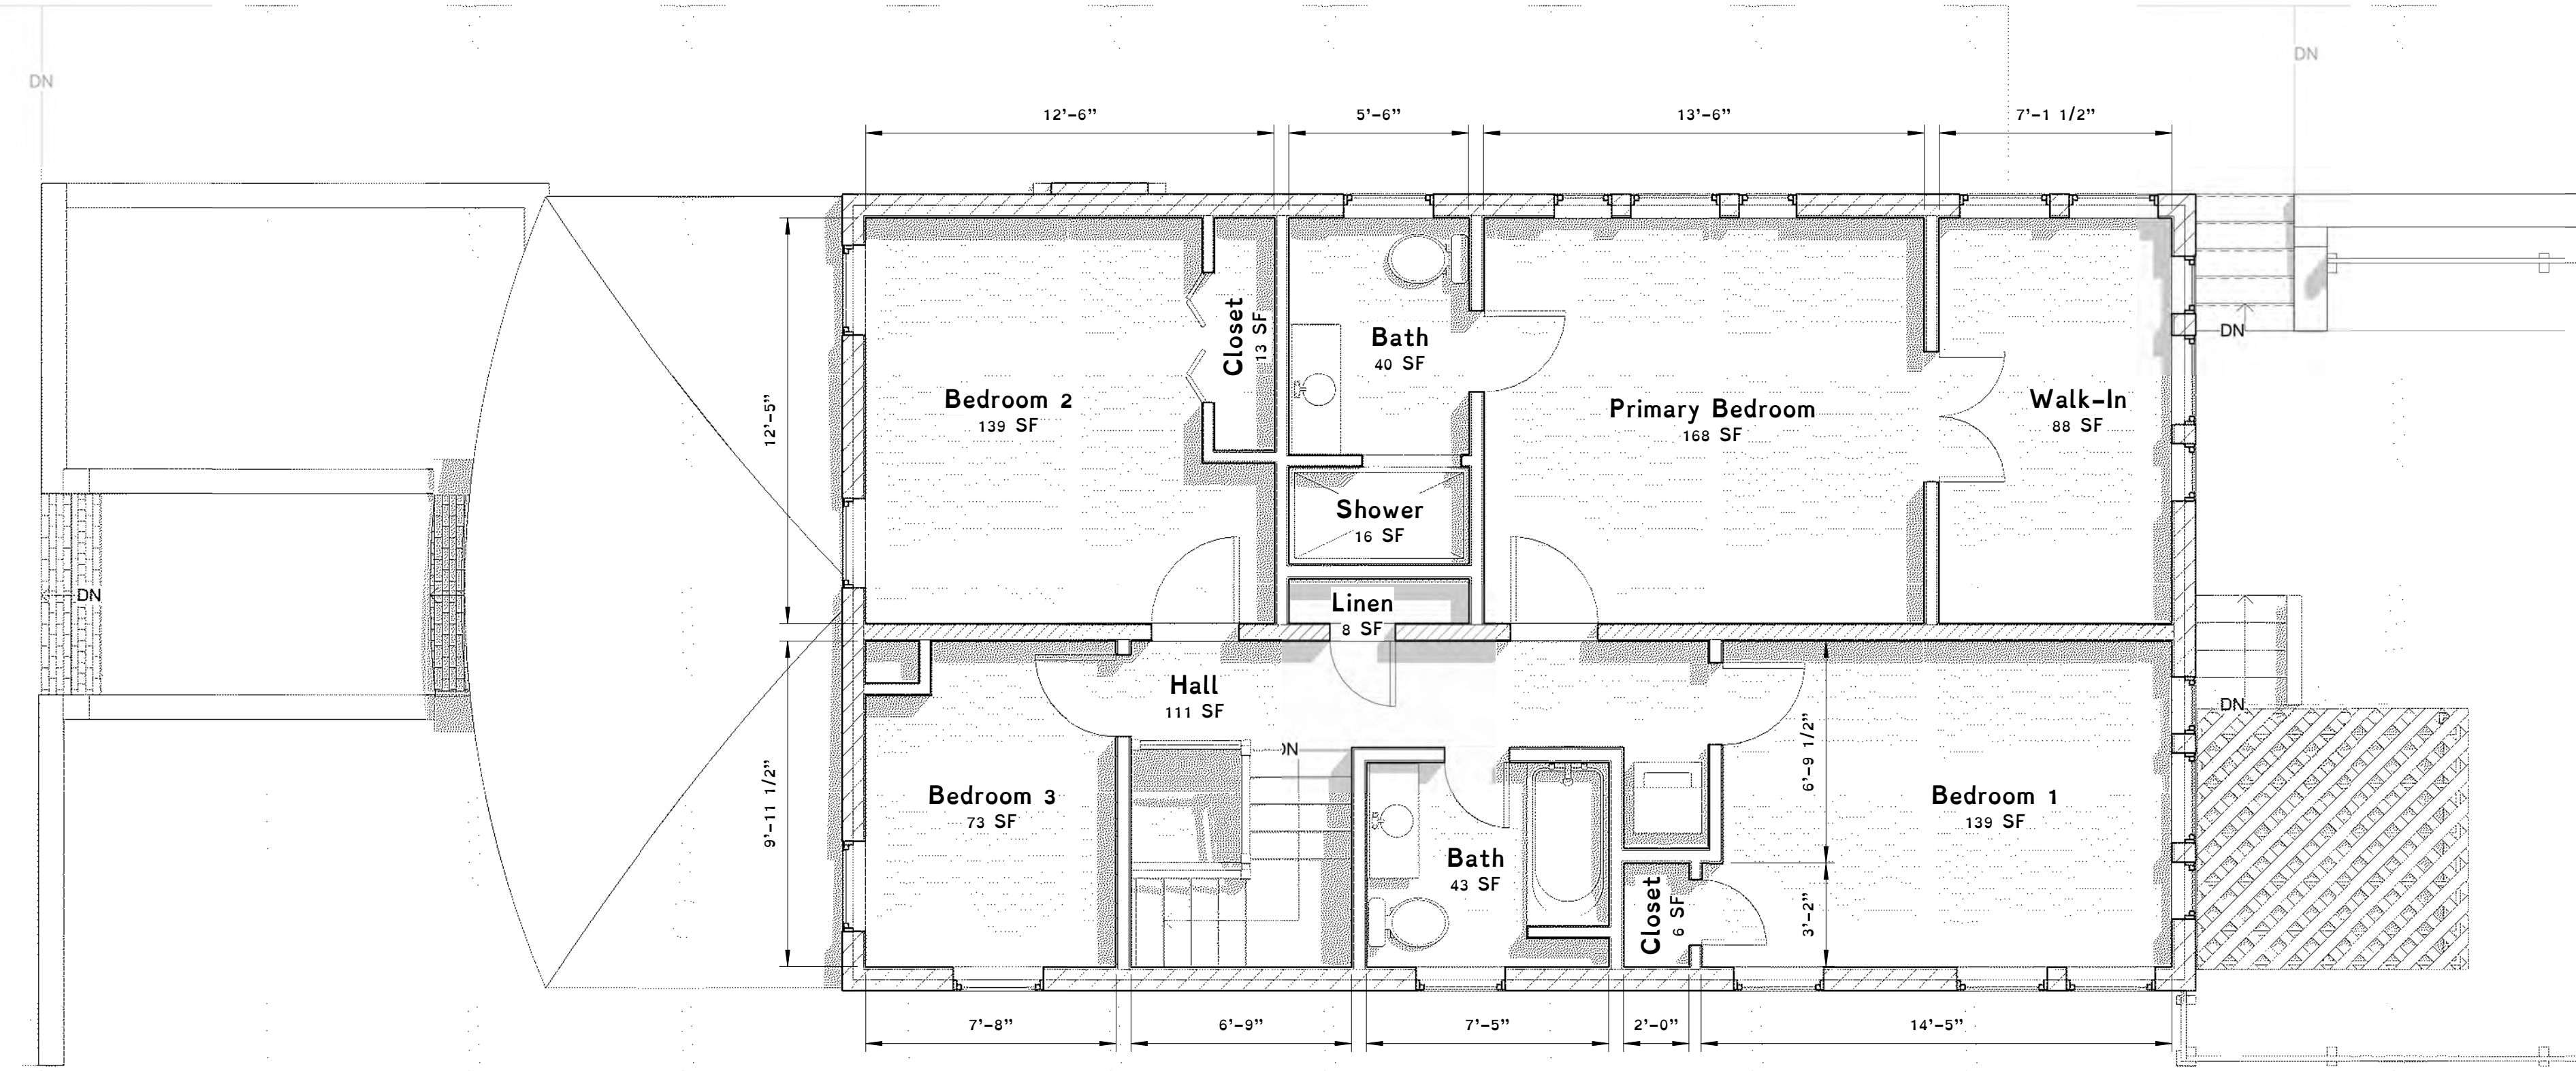 DN
DN
12'-6"
5'-6"
13'-6"
7'-1 1/2"
DN
Closet
13 SF
Bath
40 SF
12'-5"
Bedroom 2
139 SF
Primary Bedroom
168 SF
Walk-In
88 SF
Shower
16 SF
DN
Linen
8 SF
Hall
111 SF
DN
DN
9'-11 1/2"
6'-9 1/2"
Bedroom 3
73 SF
Bedroom 1
139 SF
Bath
43 SF
Closet
6 SF
3'-2"
7'-8"
6'-9"
7'-5"
2'-0"
14'-5"